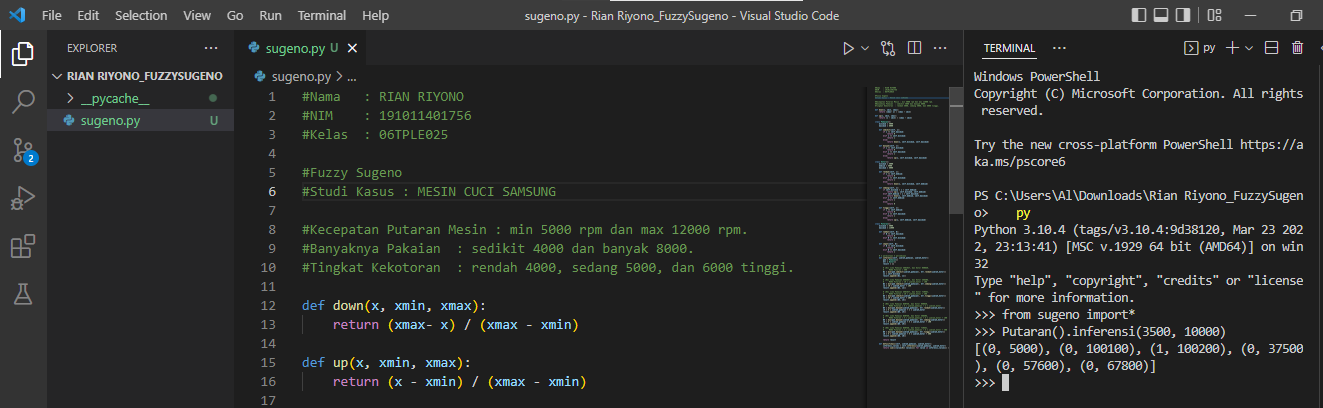 File Edit Selection View Go Run Terminal Help
sugeno.py - Rian Riyono_FuzzySugeno - Visual Studio Code
EXPLORER
RIAN RIYONO_FUZZYSUGENO
__pycache__
sugeno.py U
2
sugeno.py U
sugeno.py > ...
1 #Nama   : RIAN RIYONO
2 #NIM    : 191011401756
3 #Kelas  : 06TPLE025
4
5 #Fuzzy Sugeno
6 #Studi Kasus : MESIN CUCI SAMSUNG
7
8 #Kecepatan Putaran Mesin : min 5000 rpm dan max 12000 rpm.
9 #Banyaknya Pakaian  : sedikit 4000 dan banyak 8000.
10 #Tingkat Kekotoran  : rendah 4000, sedang 5000, dan 6000 tinggi.
11
12 def down(x, xmin, xmax):
13     return (xmax- x) / (xmax - xmin)
14
15 def up(x, xmin, xmax):
16     return (x - xmin) / (xmax - xmin)
17
TERMINAL
py
Windows PowerShell
Copyright (C) Microsoft Corporation. All rights
 reserved.
Try the new cross-platform PowerShell https://a
ka.ms/pscore6
PS C:\Users\Al\Downloads\Rian Riyono_FuzzySugen
o>    py
Python 3.10.4 (tags/v3.10.4:9d38120, Mar 23 202
2, 23:13:41) [MSC v.1929 64 bit (AMD64)] on win
32
Type "help", "copyright", "credits" or "license
" for more information.
>>> from sugeno import*
>>> Putaran().inferensi(3500, 10000)
[(0, 5000), (0, 100100), (1, 100200), (0, 37500
), (0, 57600), (0, 67800)]
>>>